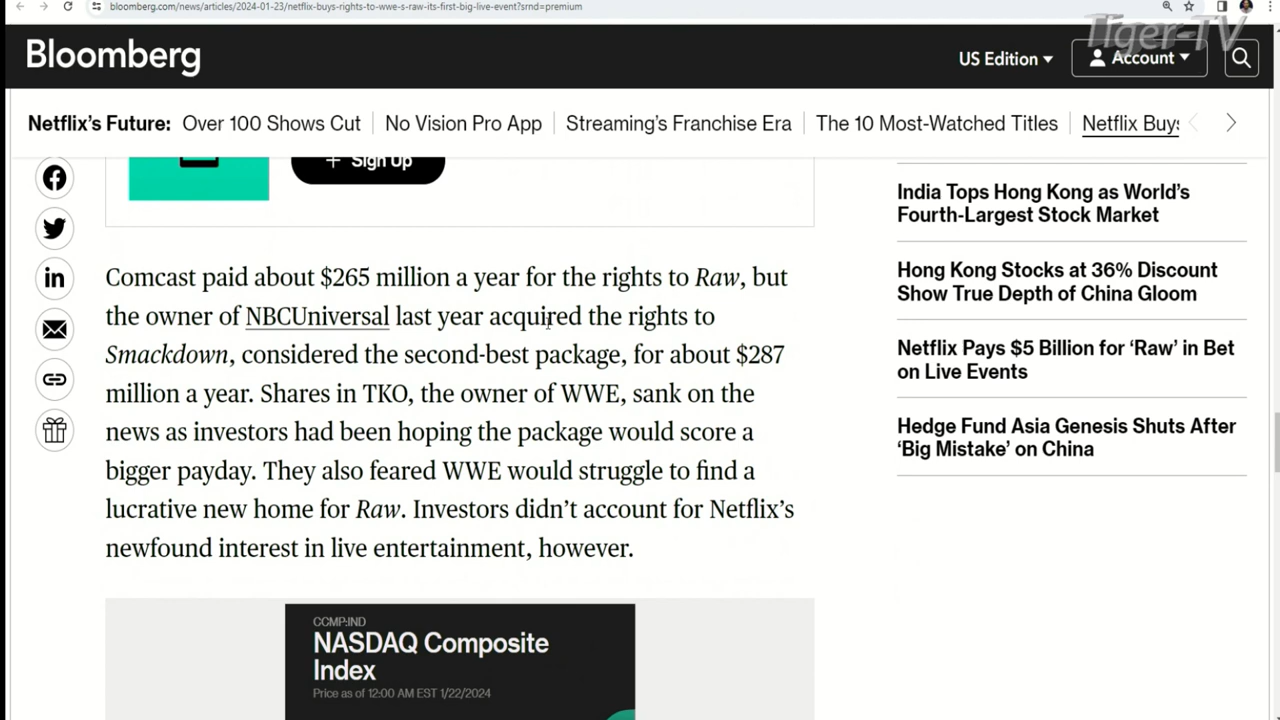 bloomberg.com/news/articles/2024-01-23/netflix-buys-rights-to-wwe-s-raw-its-first-big-live-event?srnd=premium
Tiger-TV
Bloomberg
US Edition
Account
Netflix's Future:
Over 100 Shows Cut
No Vision Pro App
Streaming's Franchise Era
The 10 Most-Watched Titles
Netflix Buys
+ Sign Up
Comcast paid about $265 million a year for the rights to Raw, but
the owner of NBCUniversal last year acquired the rights to
Smackdown, considered the second-best package, for about $287
million a year. Shares in TKO, the owner of WWE, sank on the
news as investors had been hoping the package would score a
bigger payday. They also feared WWE would struggle to find a
lucrative new home for Raw. Investors didn't account for Netflix's
newfound interest in live entertainment, however.
India Tops Hong Kong as World's
Fourth-Largest Stock Market
Hong Kong Stocks at 36% Discount
Show True Depth of China Gloom
Netflix Pays $5 Billion for 'Raw' in Bet
on Live Events
Hedge Fund Asia Genesis Shuts After
'Big Mistake' on China
CCMP:IND
NASDAQ Composite
Index
Price as of 12:00 AM EST 1/22/2024